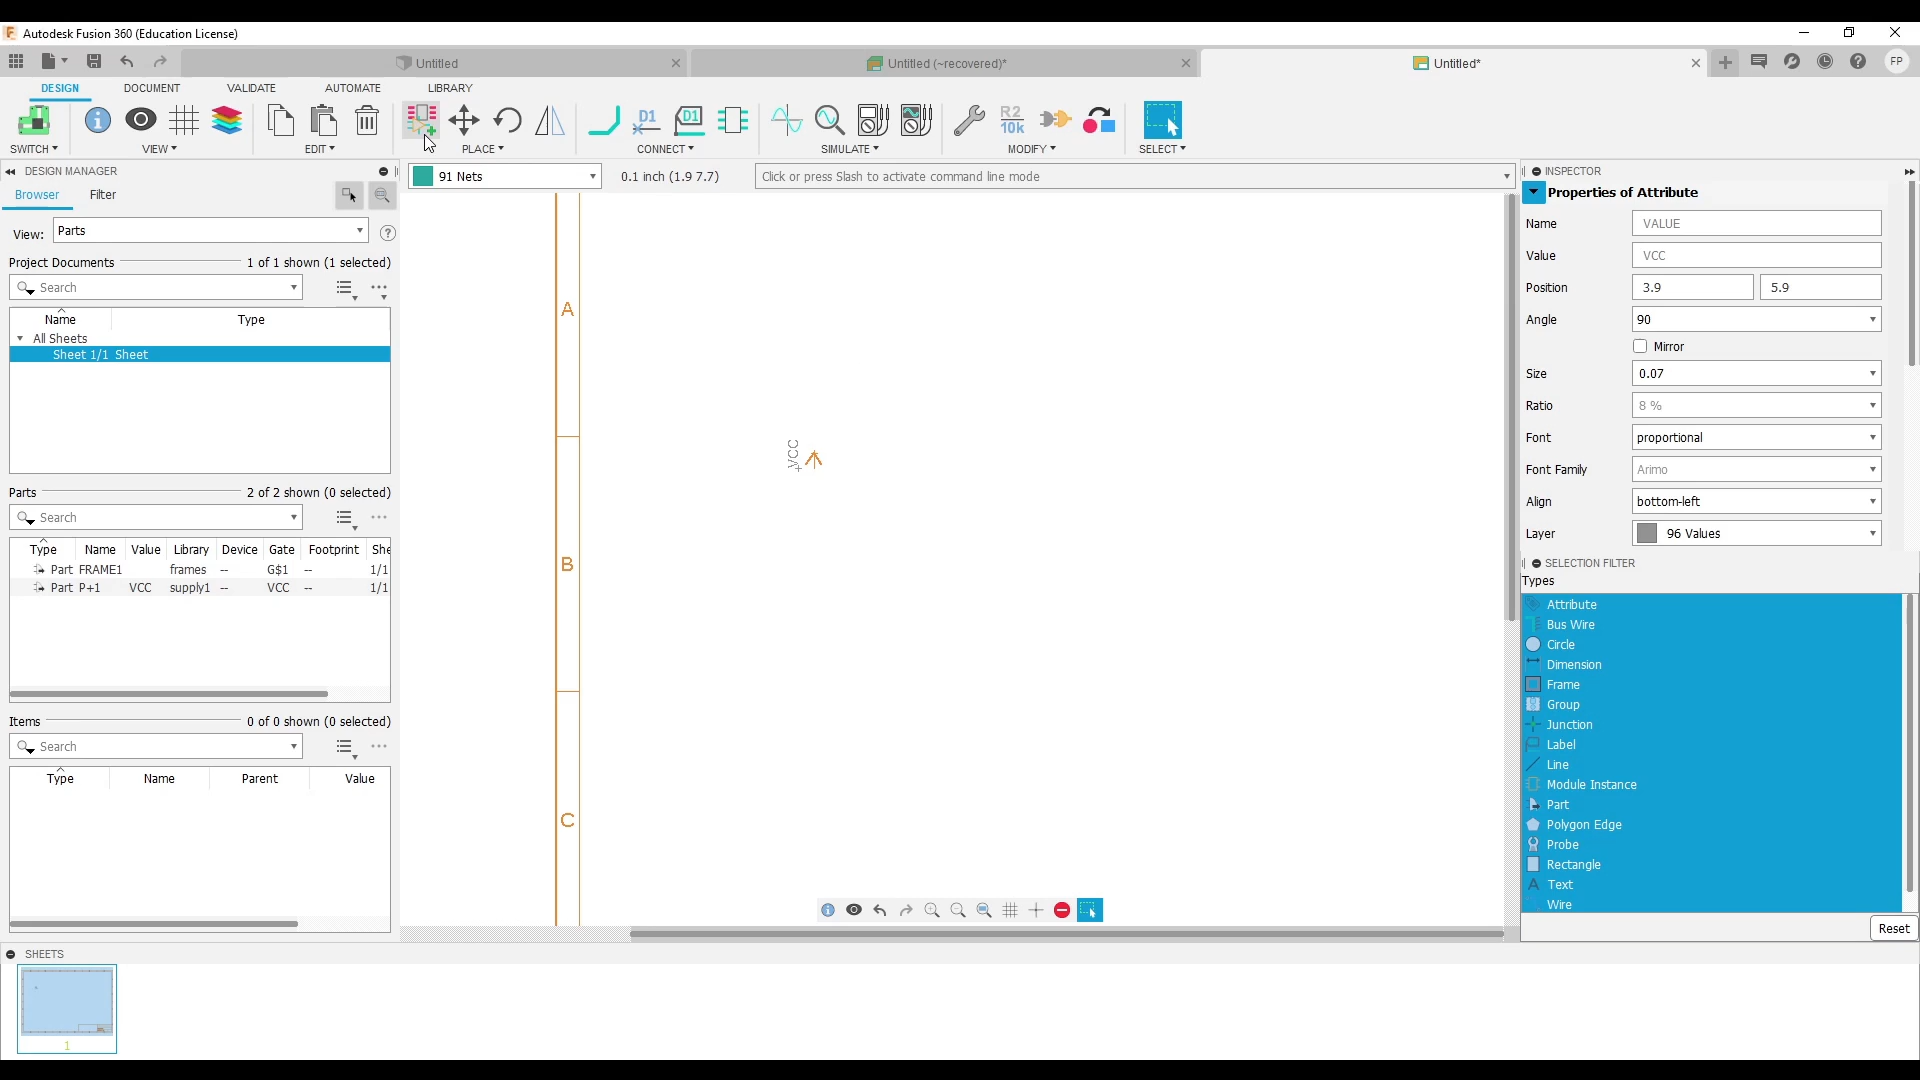 Autodesk Fusion 360 (Education License)
Untitled
Untitled (~recovered)*
Untitled*
FP
DESIGN
DOCUMENT
VALIDATE
AUTOMATE
LIBRARY
D1
D1
R2
10k
SWITCH
VIEW
EDIT
PLACE
CONNECT
SIMULATE
MODIFY
SELECT
DESIGN MANAGER
Browser
Filter
View:
Parts
Project Documents
1 of 1 shown (1 selected)
Search
Name
Type
All Sheets
Sheet 1/1 Sheet
Parts
2 of 2 shown (0 selected)
Search
Type Name Value Library Device Gate Footprint She
Part FRAME1 frames -- G$1 -- 1/1
Part P+1 VCC supply1 -- VCC -- 1/1
Items
0 of 0 shown (0 selected)
Search
Type Name Parent Value
91 Nets
0.1 inch (1.9 7.7)
Click or press Slash to activate command line mode
A
B
C
VCC
INSPECTOR
Properties of Attribute
Name VALUE
Value VCC
Position 3.9 5.9
Angle 90
Mirror
Size 0.07
Ratio 8 %
Font proportional
Font Family Arimo
Align bottom-left
Layer 96 Values
SELECTION FILTER
Types
Attribute
Bus Wire
Circle
Dimension
Frame
Group
Junction
Label
Line
Module Instance
Part
Polygon Edge
Probe
Rectangle
Text
Wire
Reset
SHEETS
1